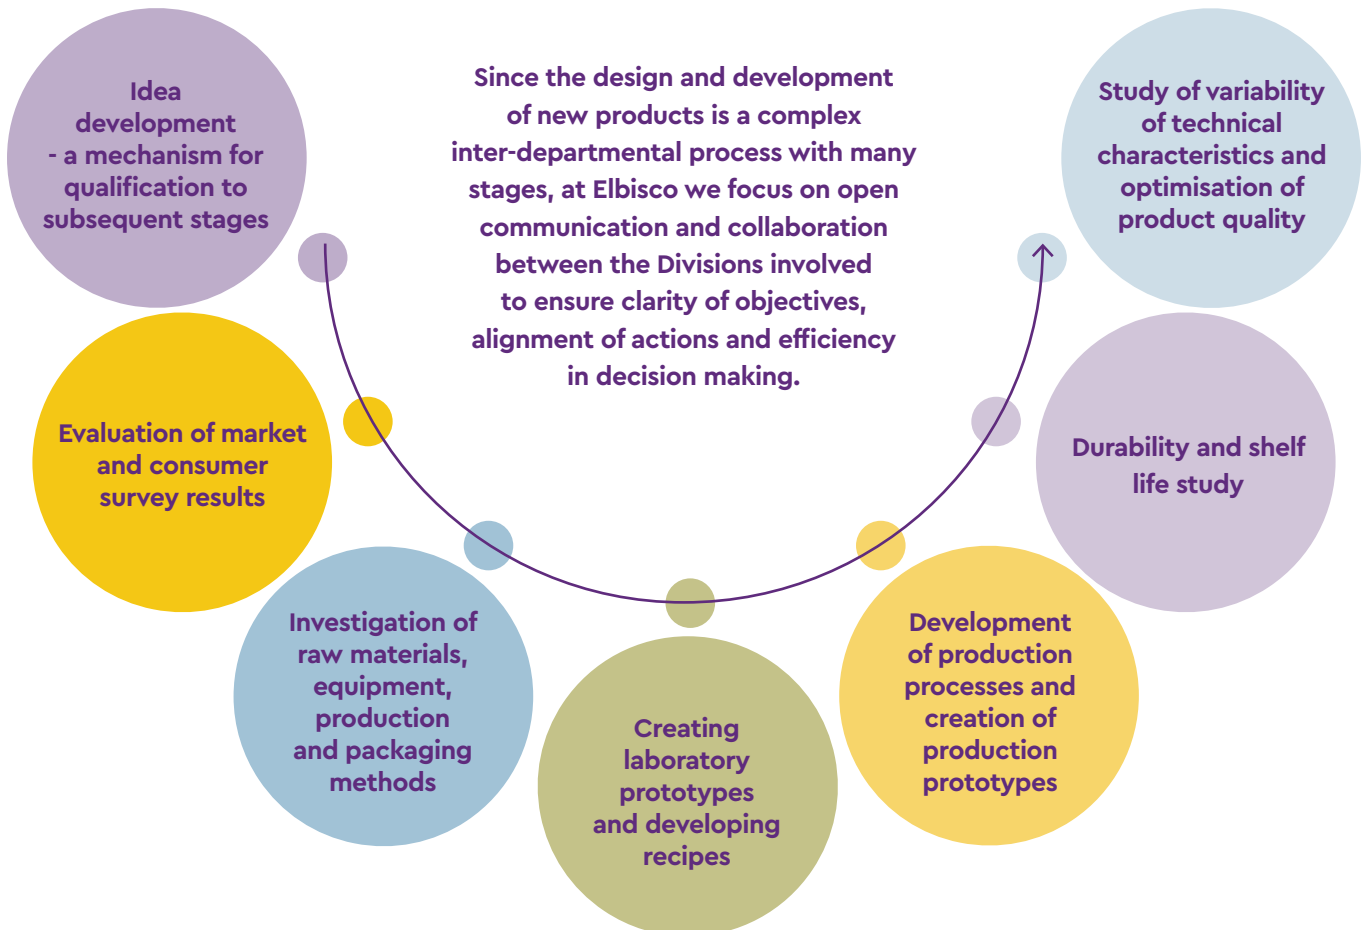 Idea
development
- a mechanism for
qualification to
subsequent stages
Since the design and development
of new products is a complex
inter-departmental process with many
stages, at Elbisco we focus on open
communication and collaboration
between the Divisions involved
to ensure clarity of objectives,
alignment of actions and efficiency
in decision making.
Evaluation of market
and consumer
survey results
Investigation of
raw materials,
equipment,
production
and packaging
methods
Creating
laboratory
prototypes
and developing
recipes
Development
of production
processes and
creation of
production
prototypes
Durability and shelf
life study
Study of variability
of technical
characteristics and
optimisation of
product quality